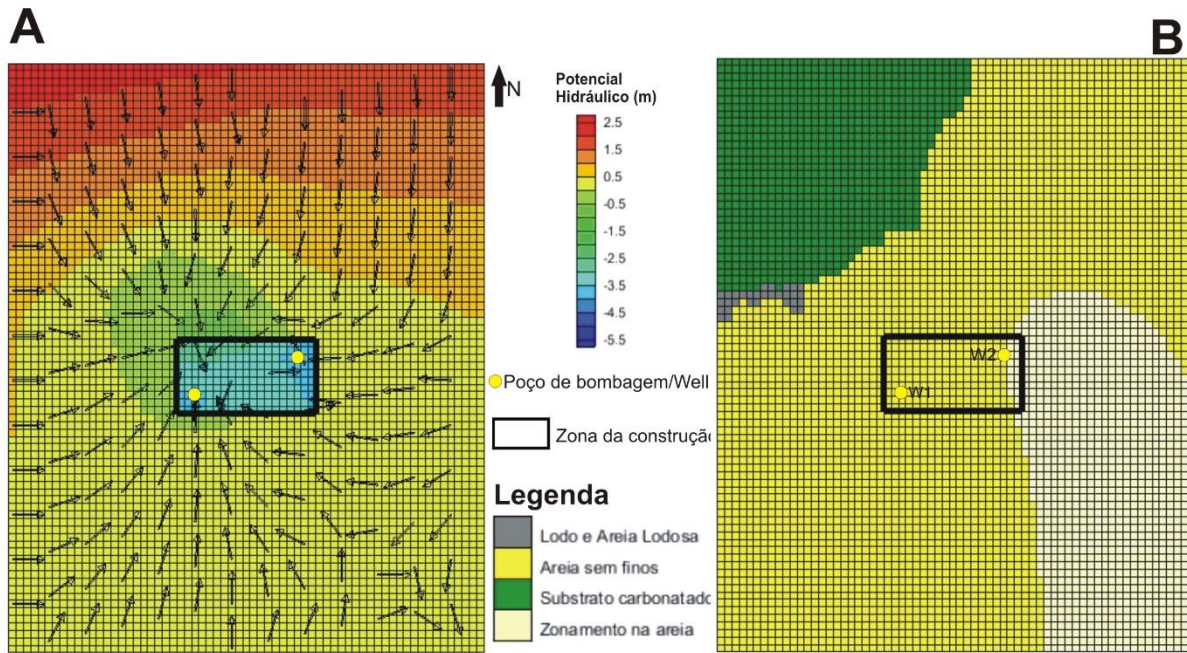 A
B
N
Potencial
Hidráulico (m)
2.5
1.5
0.5
-0.5
-1.5
-2.5
-3.5
-4.5
-5.5
Poço de bombagem/Well
Zona da construção
Legenda
Lodo e Areia Lodosa
Areia sem finos
Substrato carbonatado
Zonamento na areia
W2
W1